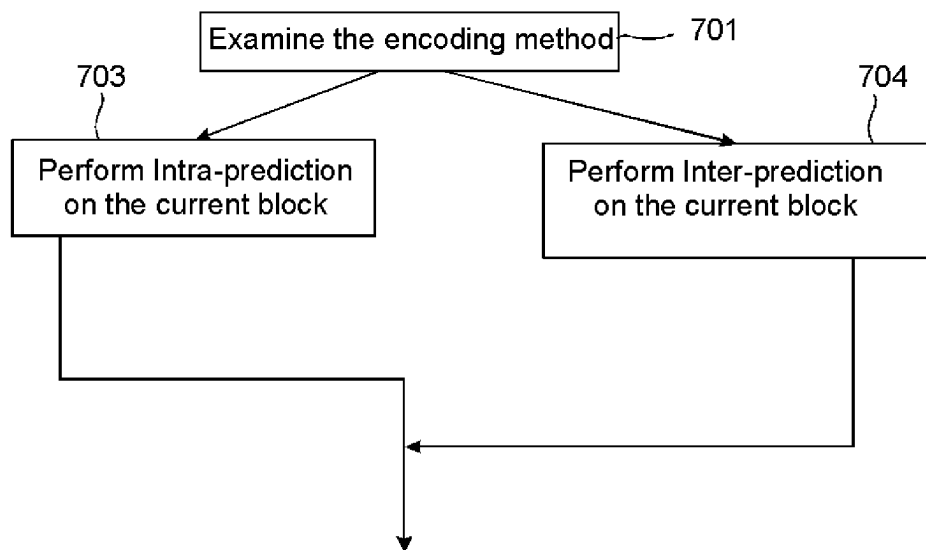 Examine the encoding method
701
703
704
Perform Intra-prediction
on the current block
Perform Inter-prediction
on the current block